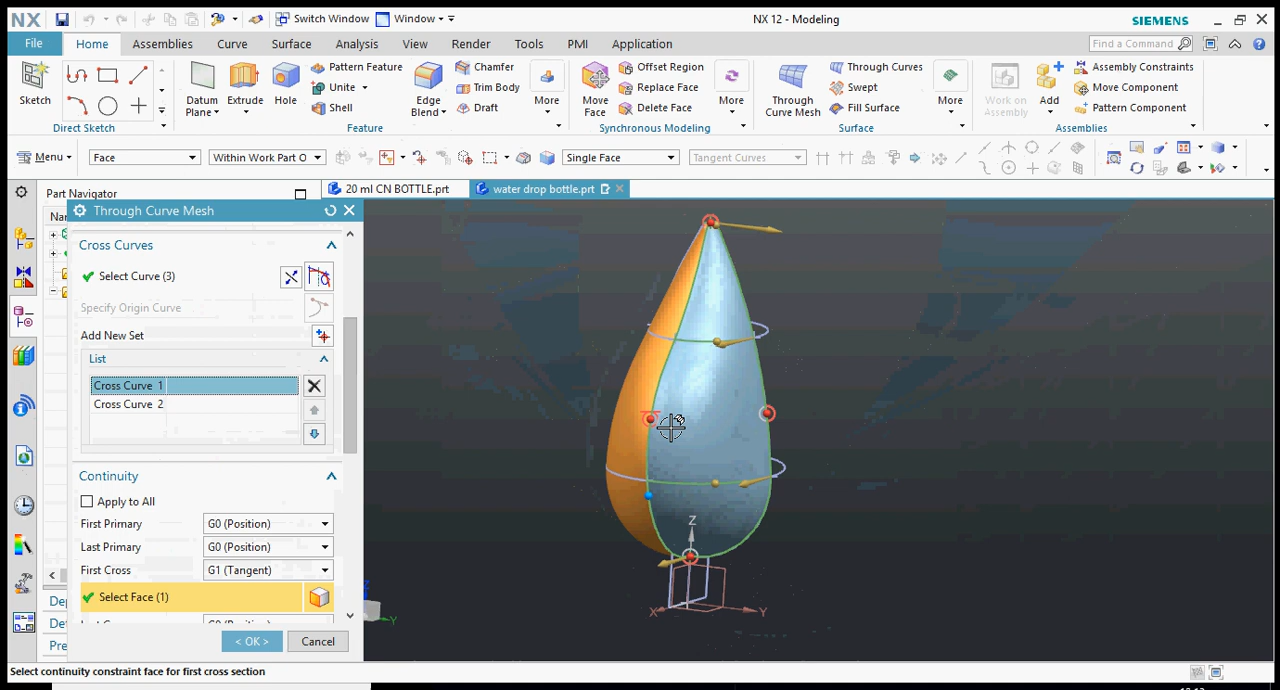 NX
Switch Window
Window
NX 12 - Modeling
SIEMENS
File
Home
Assemblies
Curve
Surface
Analysis
View
Render
Tools
PMI
Application
Find a Command
Sketch
Direct Sketch
Datum Plane
Extrude
Hole
Pattern Feature
Unite
Shell
Edge Blend
Chamfer
Trim Body
Draft
More
Feature
Move Face
Offset Region
Replace Face
Delete Face
More
Synchronous Modeling
Through Curve Mesh
Through Curves
Swept
Fill Surface
More
Surface
Work on Assembly
Add
Assembly Constraints
Move Component
Pattern Component
Assemblies
Menu
Face
Within Work Part O
Single Face
Tangent Curves
Part Navigator
20 ml CN BOTTLE.prt
water drop bottle.prt
Through Curve Mesh
Cross Curves
Select Curve (3)
Specify Origin Curve
Add New Set
List
Cross Curve 1
Cross Curve 2
Continuity
Apply to All
First Primary
G0 (Position)
Last Primary
G0 (Position)
First Cross
G1 (Tangent)
Select Face (1)
< OK >
Cancel
Z
X
Y
Y
Select continuity constraint face for first cross section